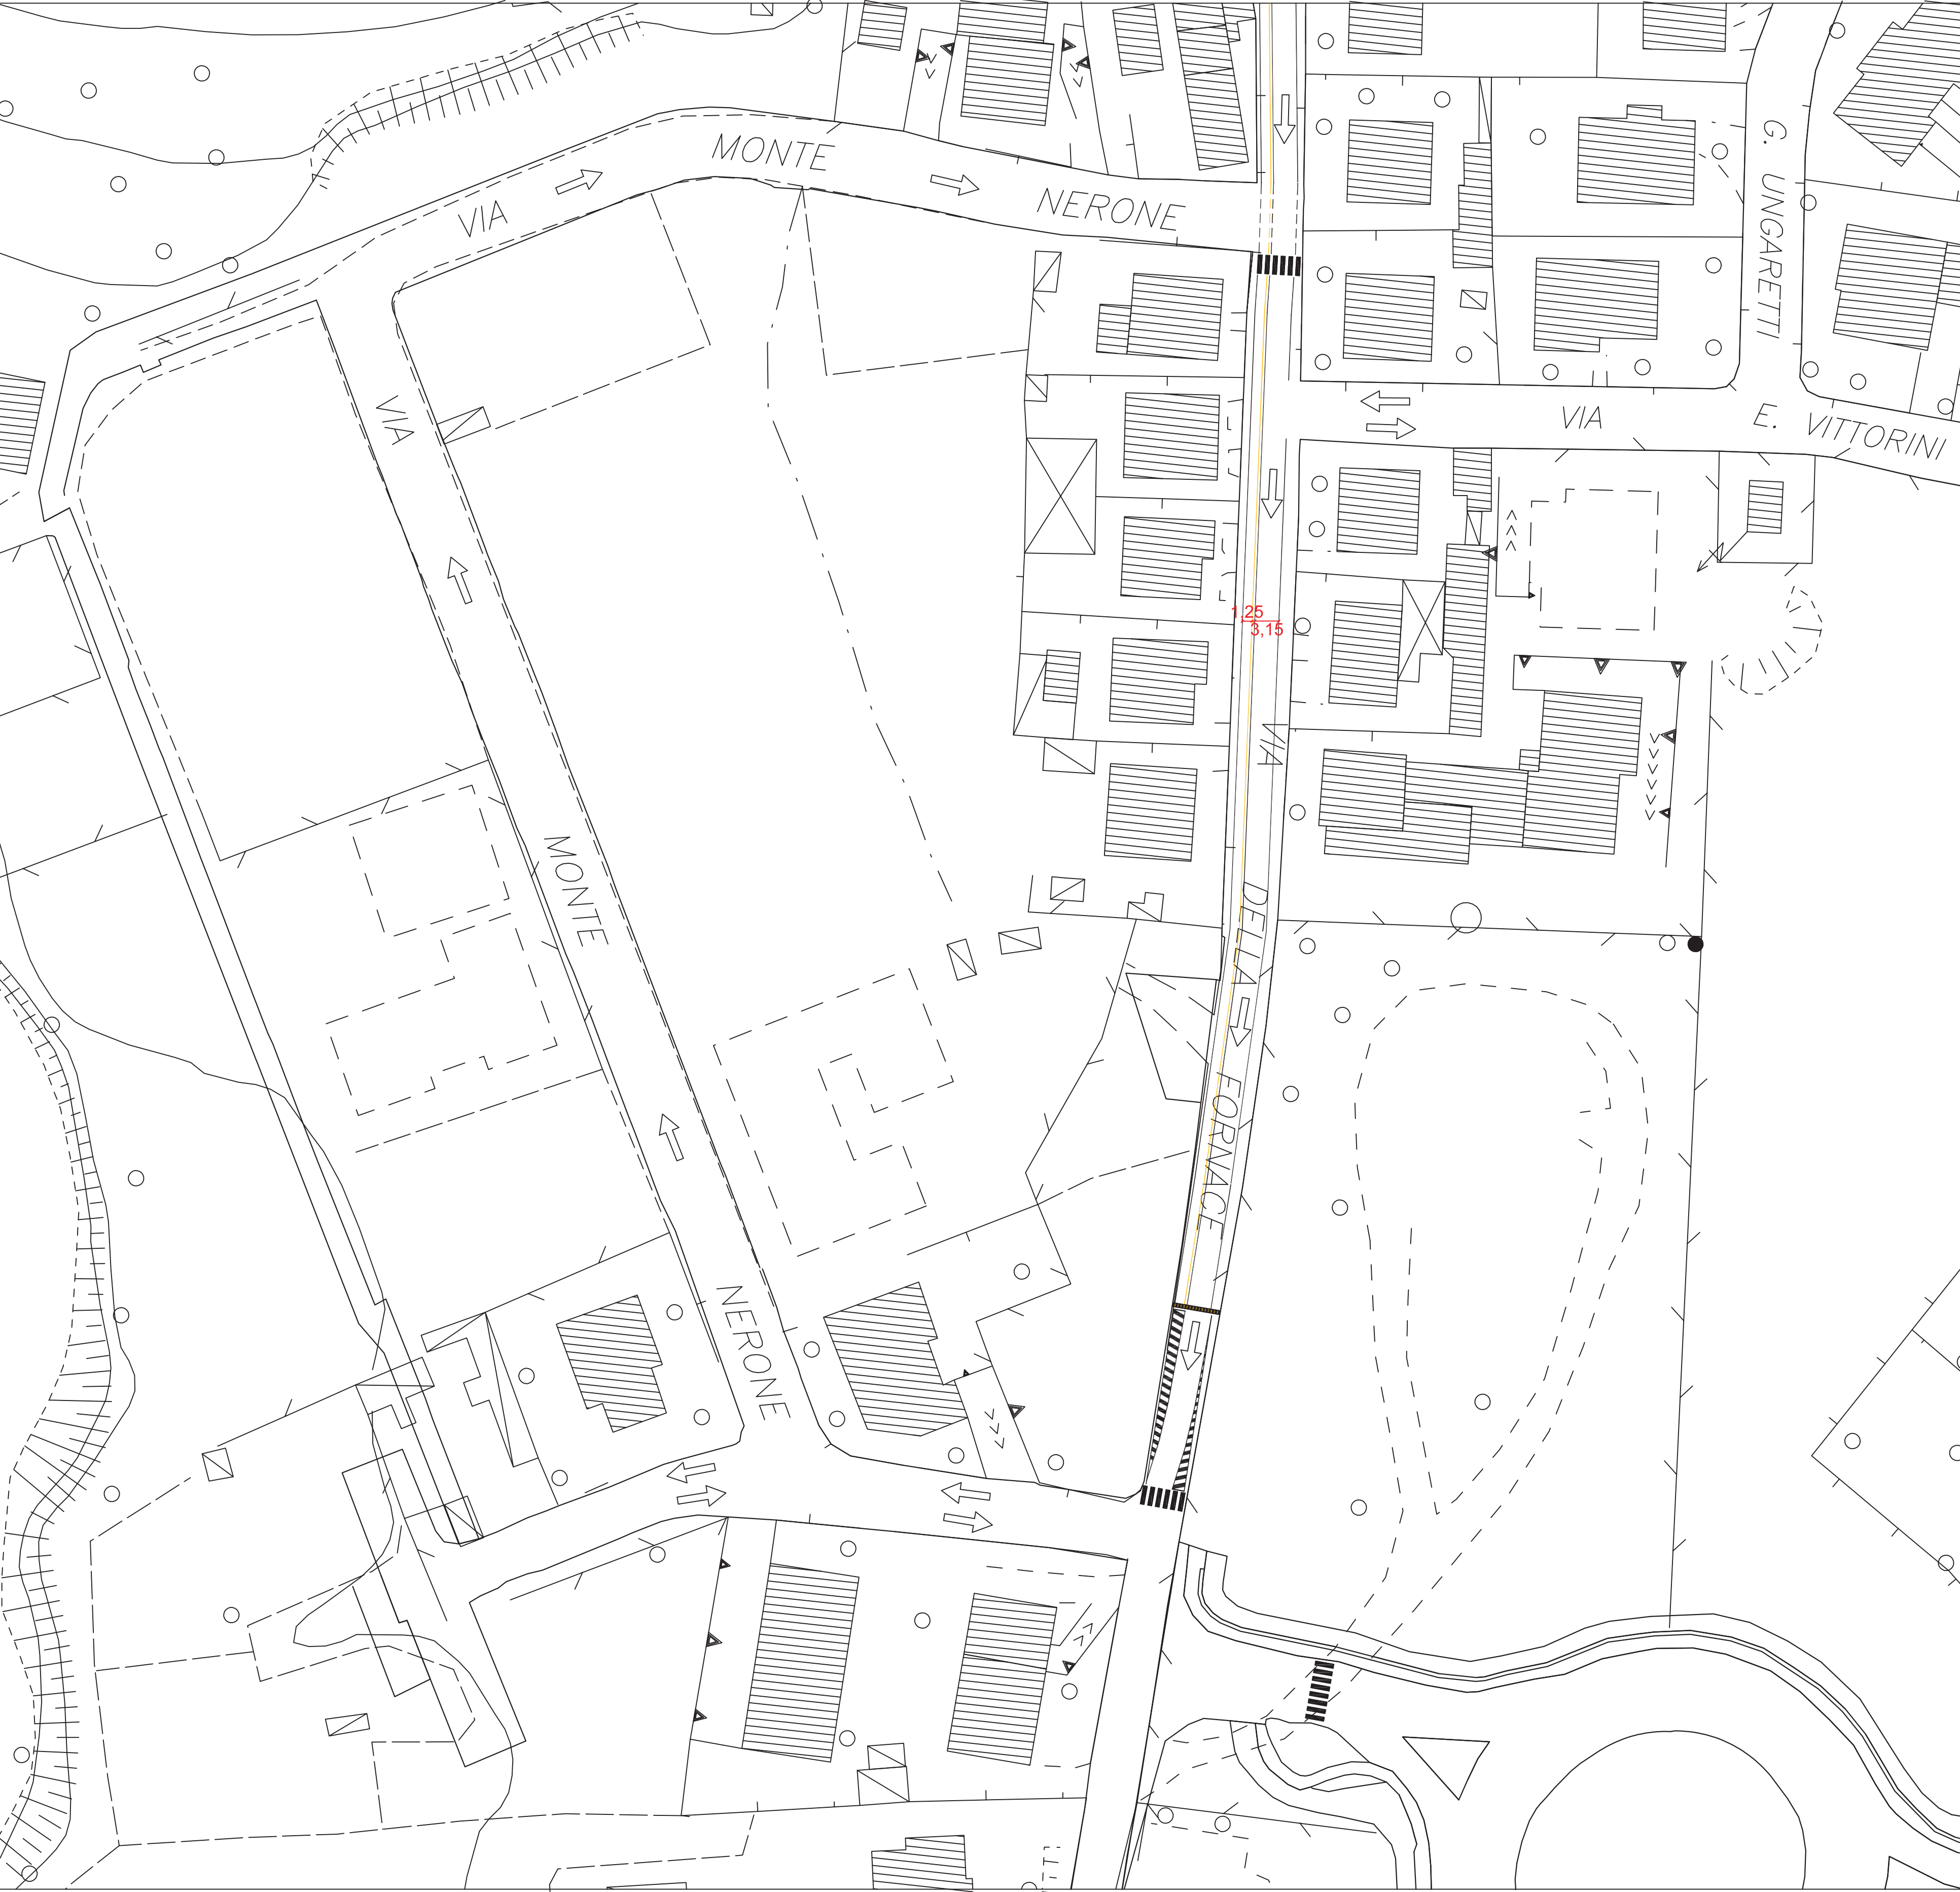 MONTE
VIA
NERONE
G. UNGARETTI
VIA
VIA
E. VITTORINI
1,25
3,15
VIA
MONTE
DELLA
FORNACE
NERONE